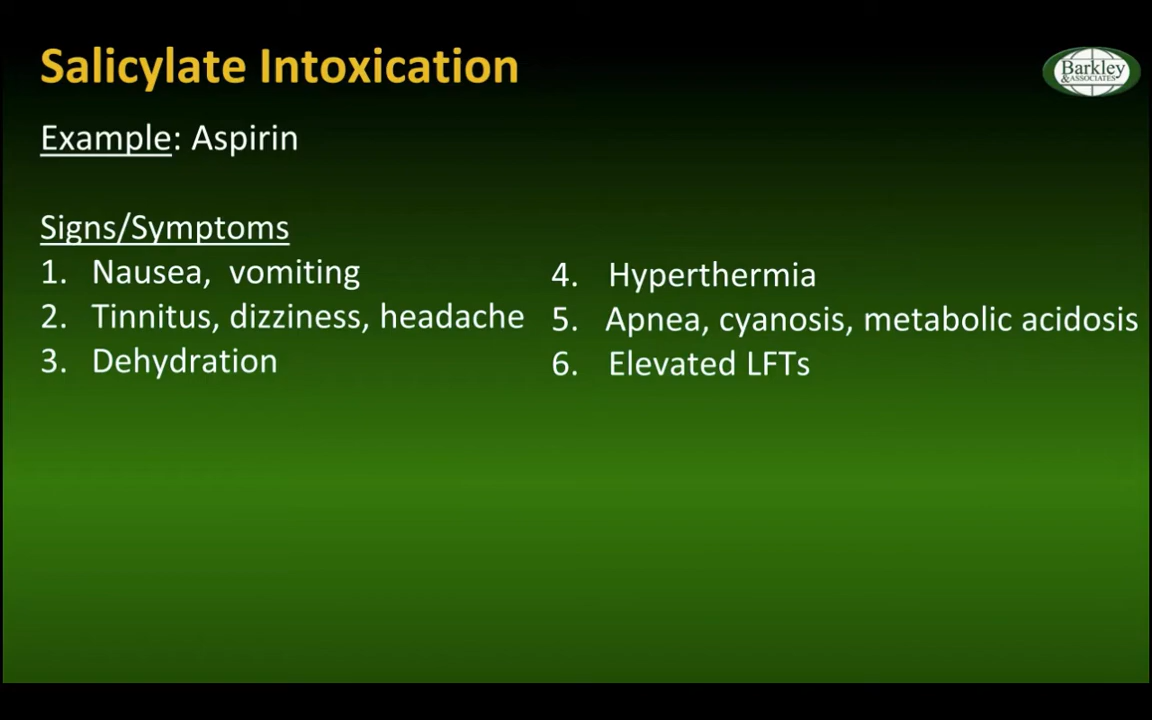 Salicylate Intoxication
Barkley
& ASSOCIATES
Example: Aspirin
Signs/Symptoms
1. Nausea, vomiting
2. Tinnitus, dizziness, headache
3. Dehydration
4. Hyperthermia
5. Apnea, cyanosis, metabolic acidosis
6. Elevated LFTs